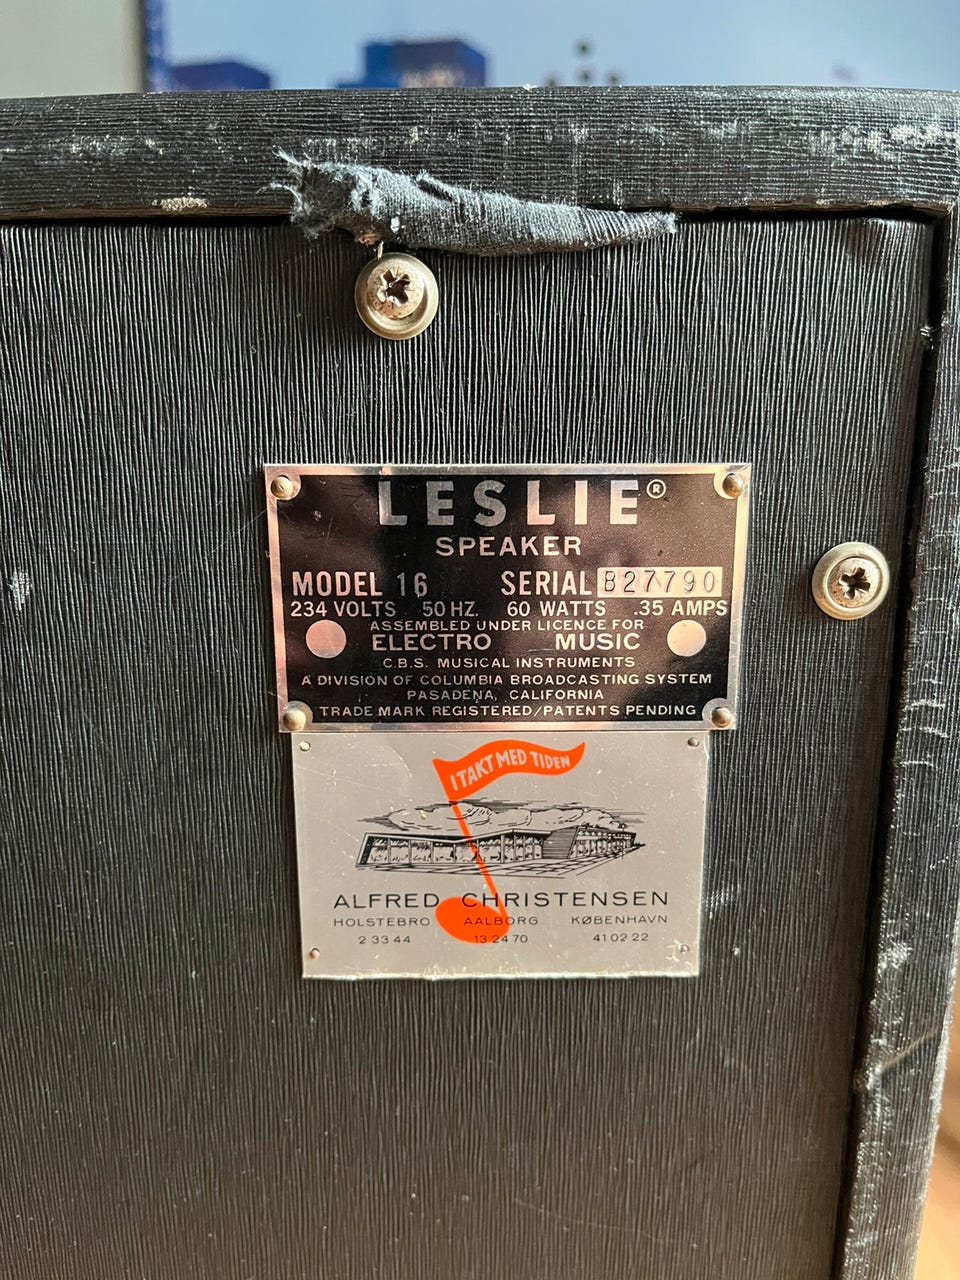 LESLIE®
SPEAKER
MODEL 16 SERIAL B27790
234 VOLTS 50 HZ. 60 WATTS .35 AMPS
ASSEMBLED UNDER LICENCE FOR
ELECTRO MUSIC
C.B.S. MUSICAL INSTRUMENTS
A DIVISION OF COLUMBIA BROADCASTING SYSTEM
PASADENA, CALIFORNIA
TRADE MARK REGISTERED/PATENTS PENDING
I TAKT MED TIDEN
ALFRED CHRISTENSEN
HOLSTEBRO AALBORG KØBENHAVN
2 33 44 13 24 70 41 02 22